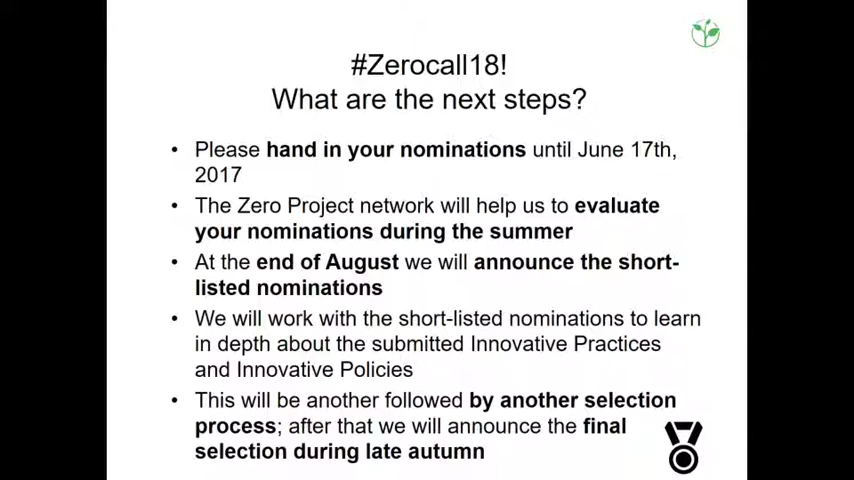 #Zerocall18!
What are the next steps?
• Please hand in your nominations until June 17th,
2017
• The Zero Project network will help us to evaluate
your nominations during the summer
• At the end of August we will announce the short-
listed nominations
• We will work with the short-listed nominations to learn
in depth about the submitted Innovative Practices
and Innovative Policies
• This will be another followed by another selection
process; after that we will announce the final
selection during late autumn